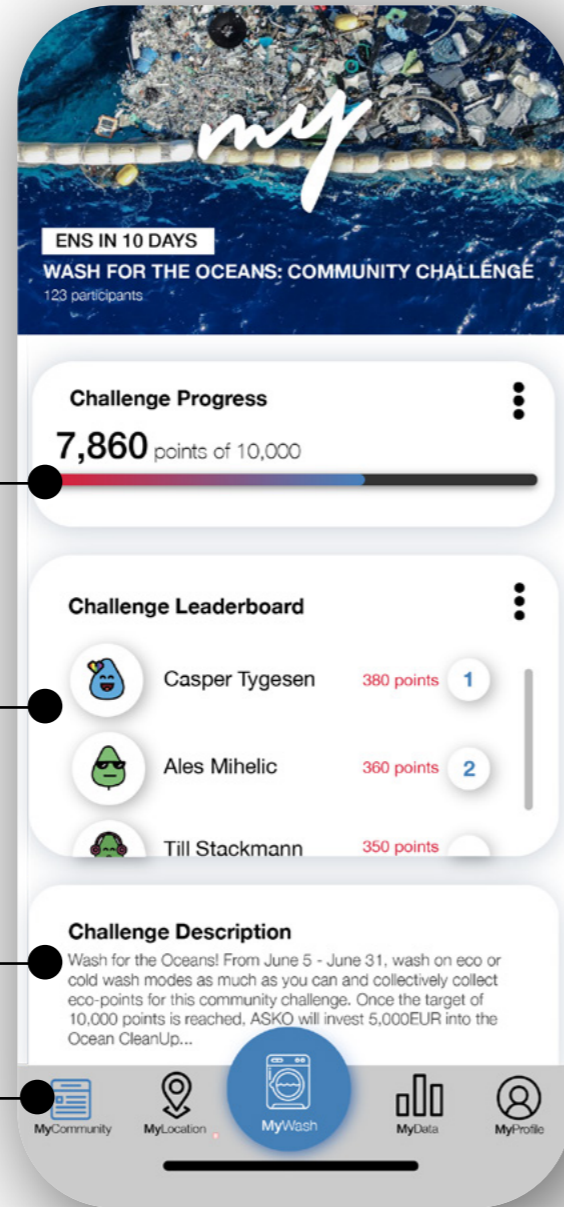 my
ENS IN 10 DAYS
WASH FOR THE OCEANS: COMMUNITY CHALLENGE
123 participants
Challenge Progress
7,860 points of 10,000
Challenge Leaderboard
Casper Tygesen 380 points 1
Ales Mihelic 360 points 2
Till Stackmann 350 points
Challenge Description
Wash for the Oceans! From June 5 - June 31, wash on eco or
cold wash modes as much as you can and collectively collect
eco-points for this community challenge. Once the target of
10,000 points is reached, ASKO will invest 5,000EUR into the
Ocean CleanUp...
MyCommunity MyLocation MyWash MyData MyProfile